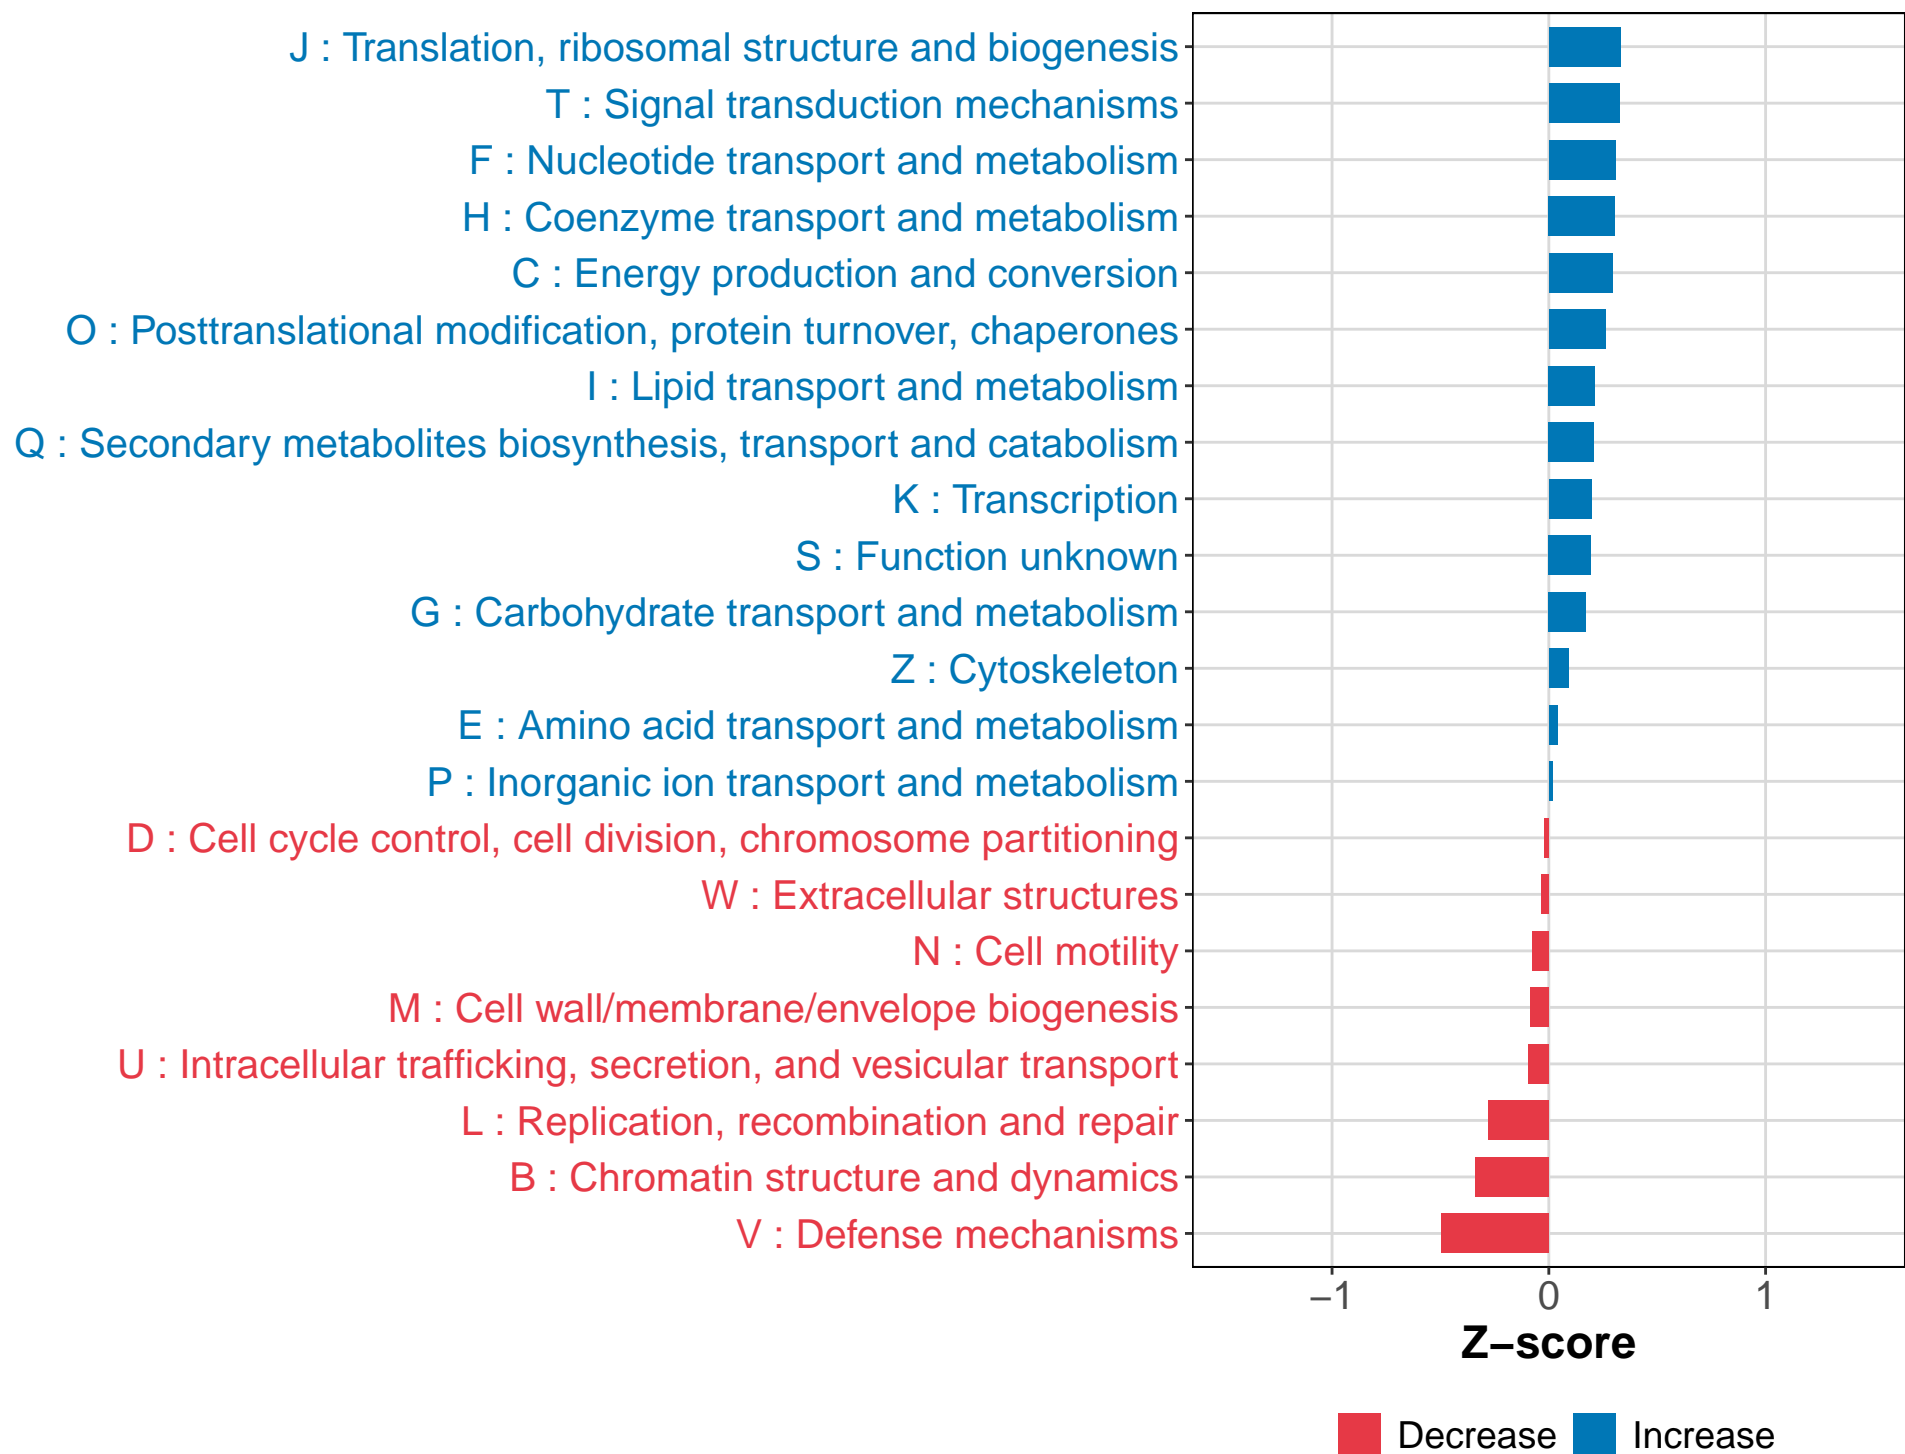 J : Translation, ribosomal structure and biogenesis
T : Signal transduction mechanisms
F : Nucleotide transport and metabolism
H : Coenzyme transport and metabolism
C : Energy production and conversion
O : Posttranslational modification, protein turnover, chaperones
I : Lipid transport and metabolism
Q : Secondary metabolites biosynthesis, transport and catabolism
K : Transcription
S : Function unknown
G : Carbohydrate transport and metabolism
Z : Cytoskeleton
E : Amino acid transport and metabolism
P : Inorganic ion transport and metabolism
D : Cell cycle control, cell division, chromosome partitioning
W : Extracellular structures
N : Cell motility
M : Cell wall/membrane/envelope biogenesis
U : Intracellular trafficking, secretion, and vesicular transport
L : Replication, recombination and repair
B : Chromatin structure and dynamics
V : Defense mechanisms
−1 0 1
Z−score
Decrease Increase